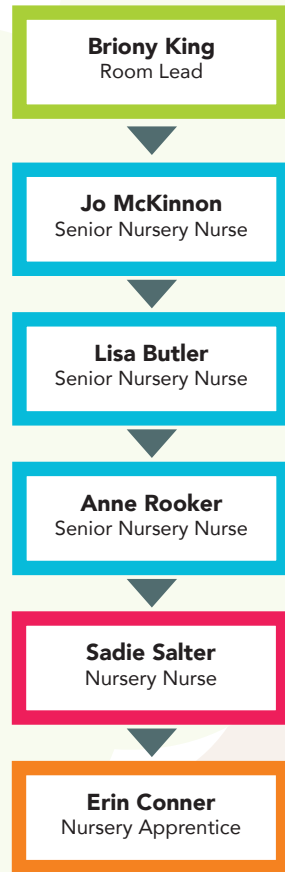 Briony King
Room Lead
Jo McKinnon
Senior Nursery Nurse
Lisa Butler
Senior Nursery Nurse
Anne Rooker
Senior Nursery Nurse
Sadie Salter
Nursery Nurse
Erin Conner
Nursery Apprentice